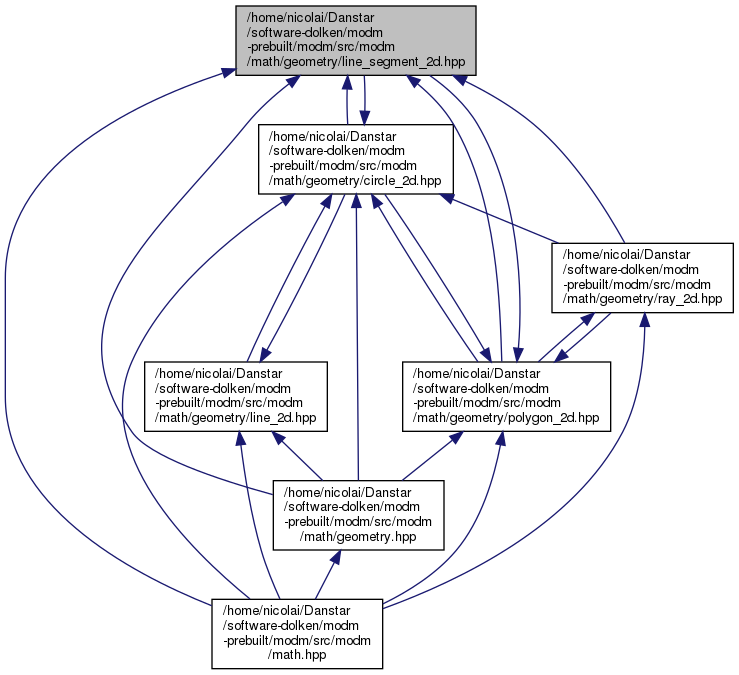 /home/nicolai/Danstar
/software-dolken/modm
-prebuilt/modm/src/modm
/math/geometry/line_segment_2d.hpp
/home/nicolai/Danstar
/software-dolken/modm
-prebuilt/modm/src/modm
/math/geometry/circle_2d.hpp
/home/nicolai/Danstar
/software-dolken/modm
-prebuilt/modm/src/modm
/math/geometry/ray_2d.hpp
/home/nicolai/Danstar
/software-dolken/modm
-prebuilt/modm/src/modm
/math/geometry/line_2d.hpp
/home/nicolai/Danstar
/software-dolken/modm
-prebuilt/modm/src/modm
/math/geometry/polygon_2d.hpp
/home/nicolai/Danstar
/software-dolken/modm
-prebuilt/modm/src/modm
/math/geometry.hpp
/home/nicolai/Danstar
/software-dolken/modm
-prebuilt/modm/src/modm
/math.hpp